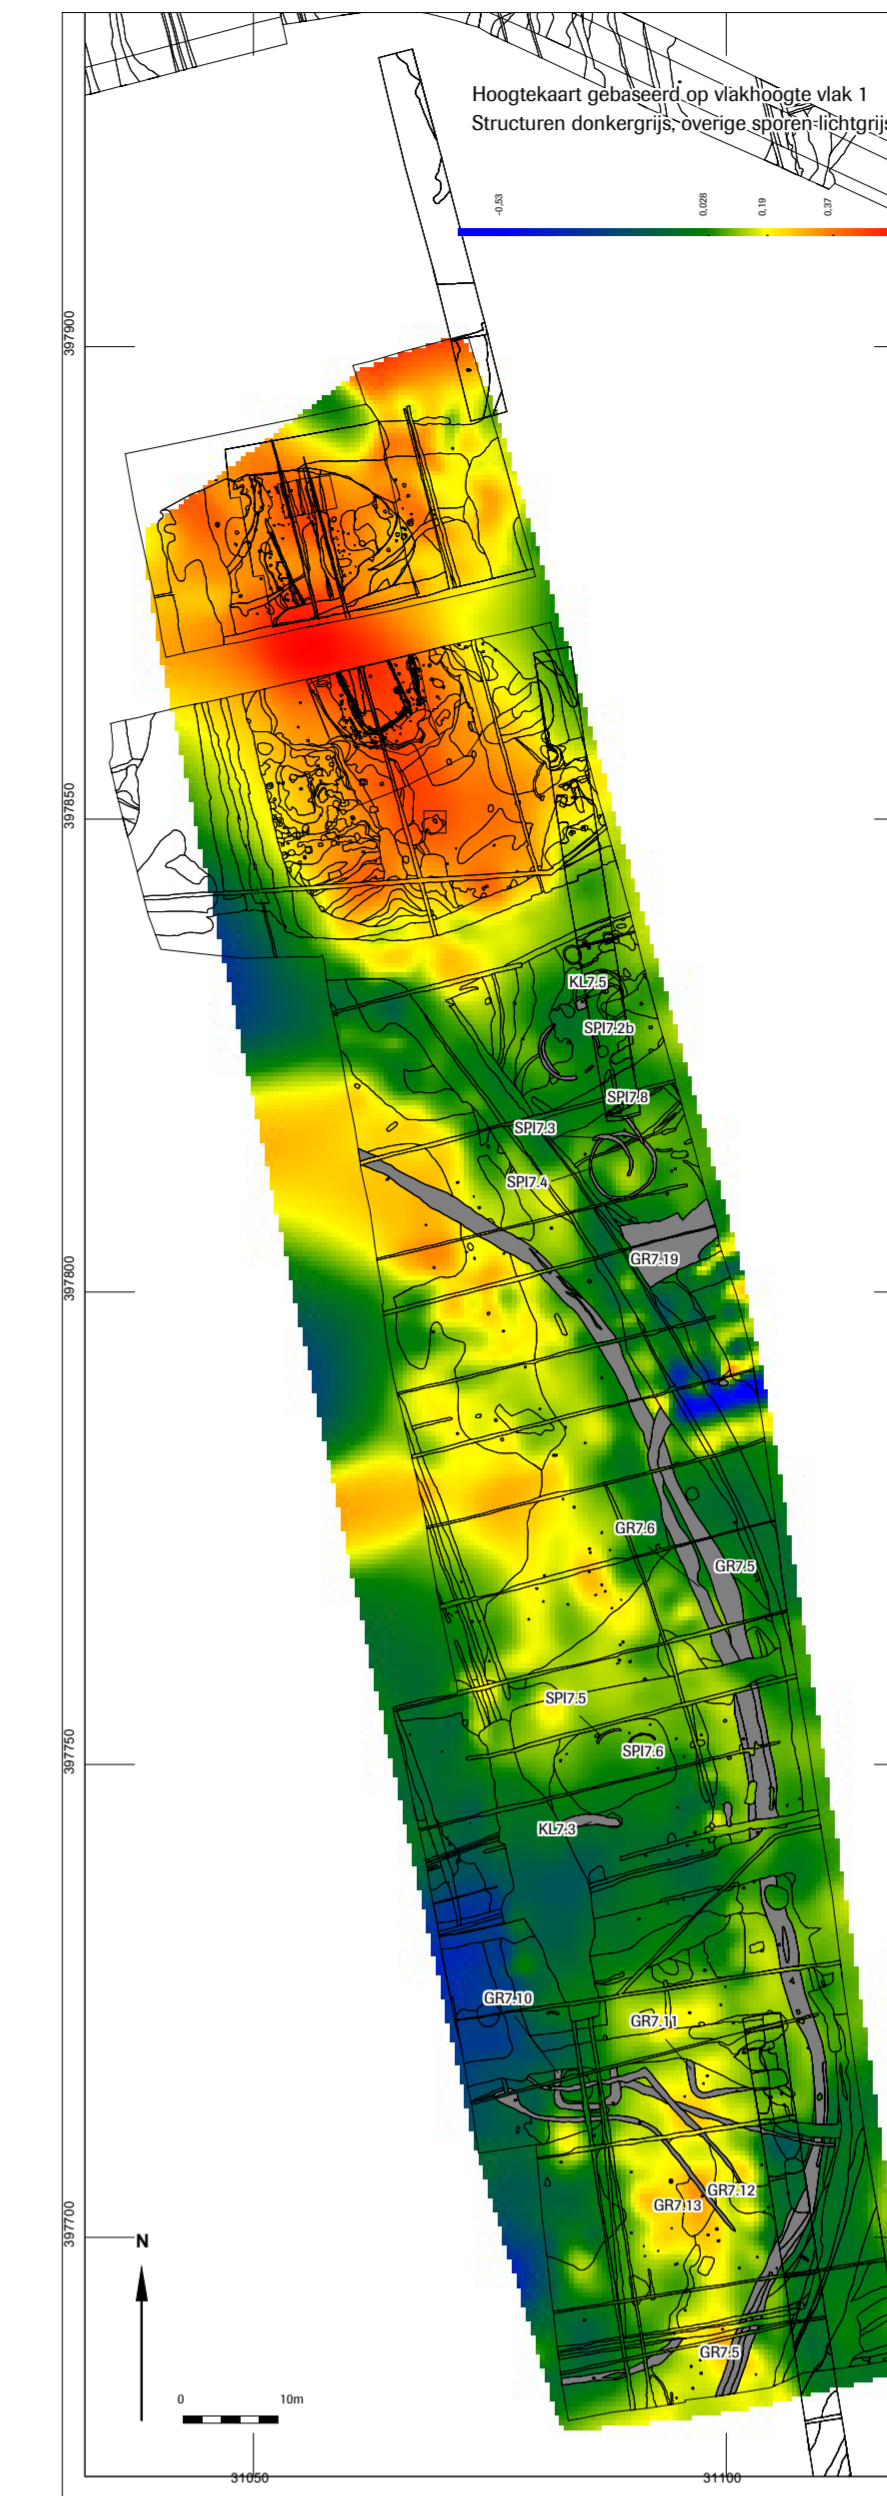 Hoogtekaart gebaseerd op vlakhoogte vlak 1
Structuren donkergrijs, overige sporen lichtgrijs
-0.53
0.028
0.19
0.37
397900
397850
KL7.5
SPI7.2b
SPI7.8
SPI7.3
SPI7.4
GR7.19
397800
GR7.6
GR7.5
SPI7.5
SPI7.6
397750
KL7.3
GR7.10
GR7.11
GR7.12
GR7.13
397700
N
GR7.5
0 10m
31050 31100